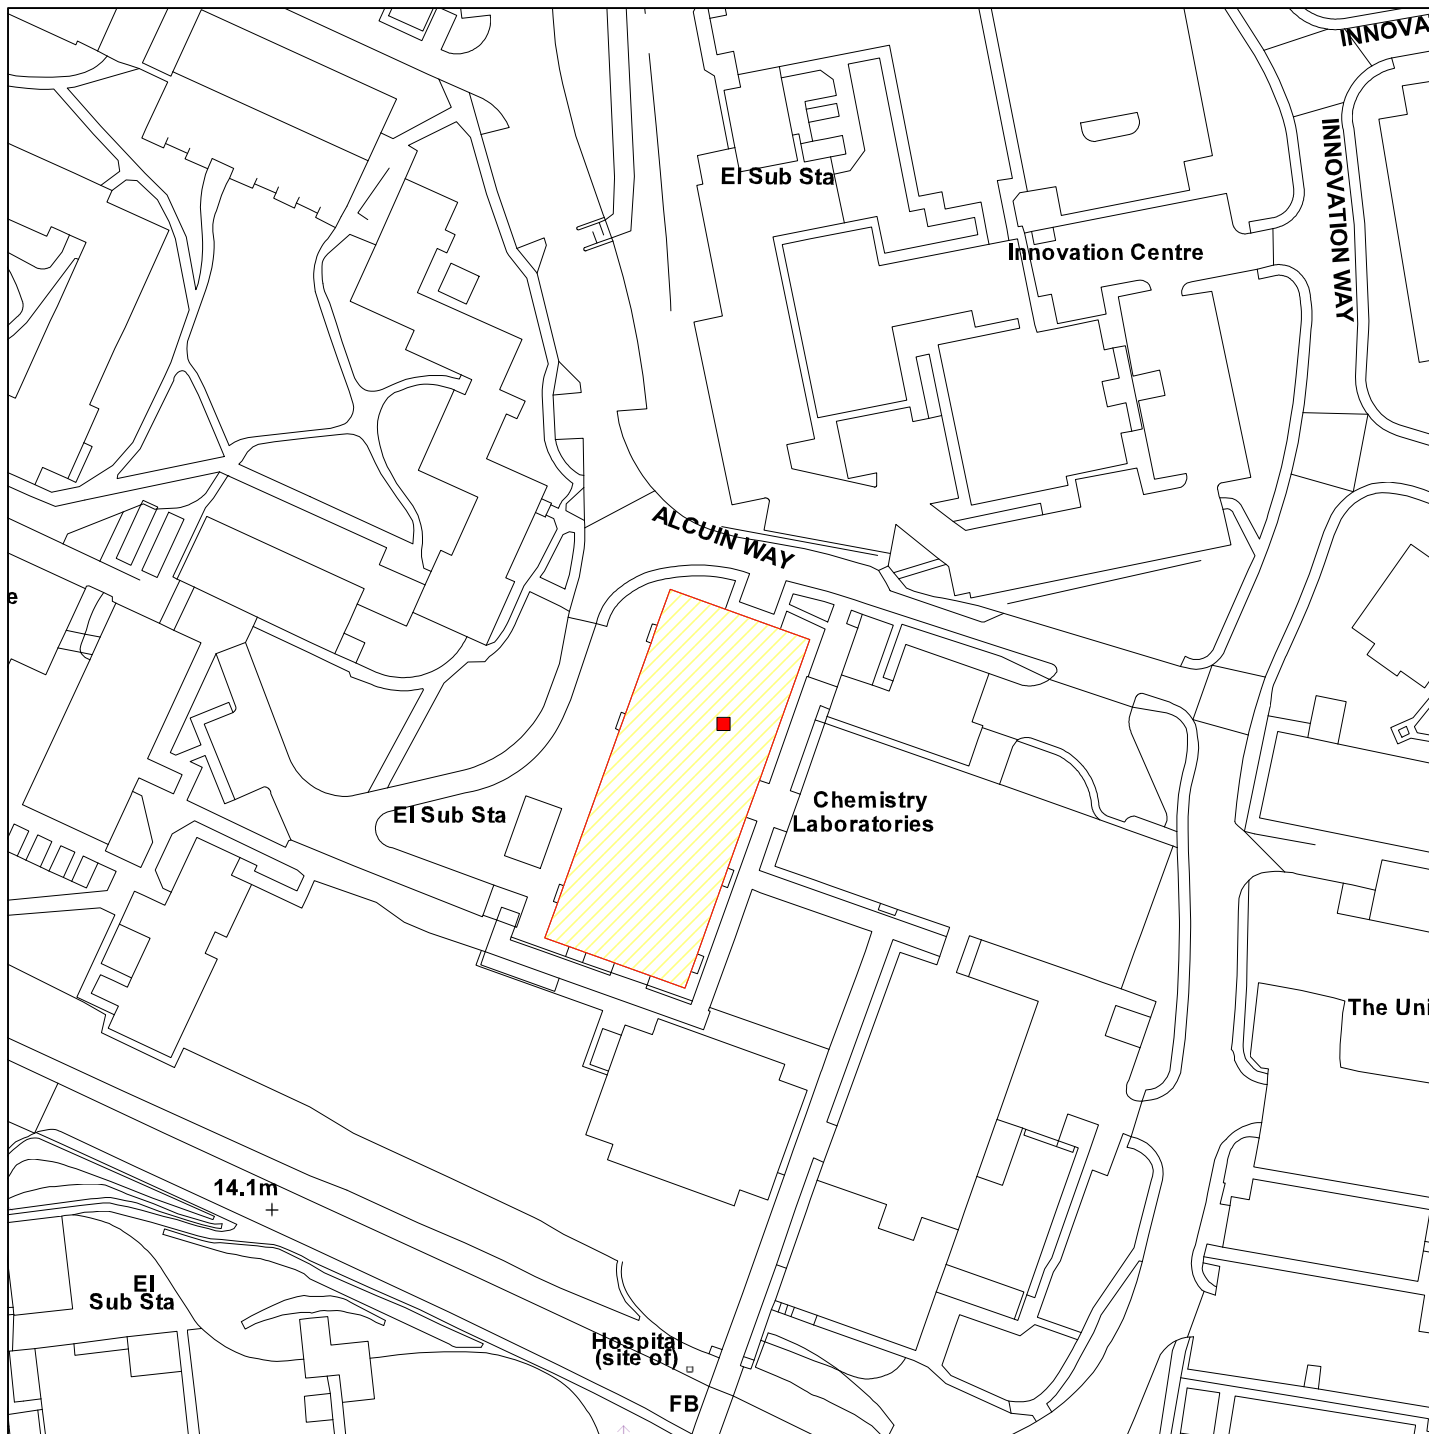 INNOVA
INNOVATION WAY
El Sub Sta
Innovation Centre
ALCUIN WAY
e
El Sub Sta
Chemistry
Laboratories
The Uni
14.1m
El
Sub Sta
Hospital
(site of)
FB